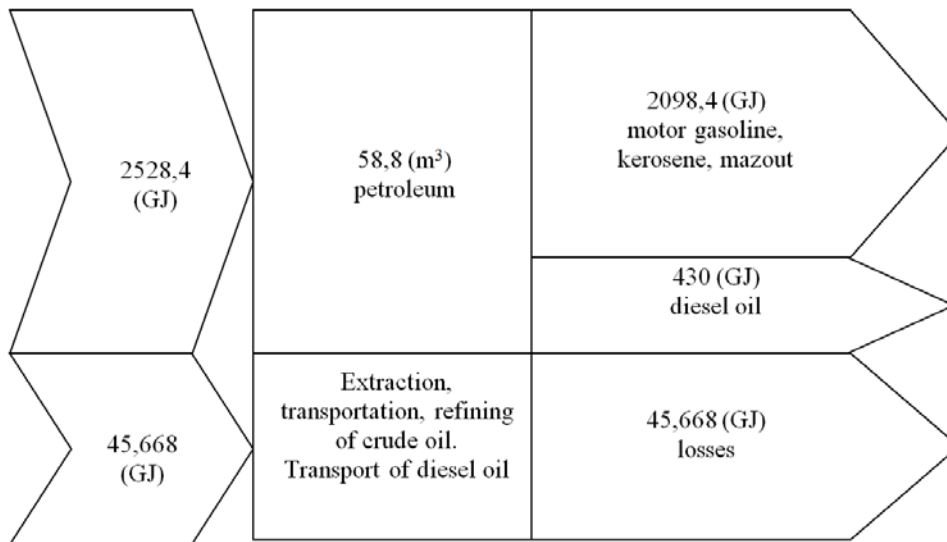 2528,4
(GJ)
58,8 (m³)
petroleum
2098,4 (GJ)
motor gasoline,
kerosene, mazout
430 (GJ)
diesel oil
45,668
(GJ)
Extraction,
transportation, refining
of crude oil.
Transport of diesel oil
45,668 (GJ)
losses